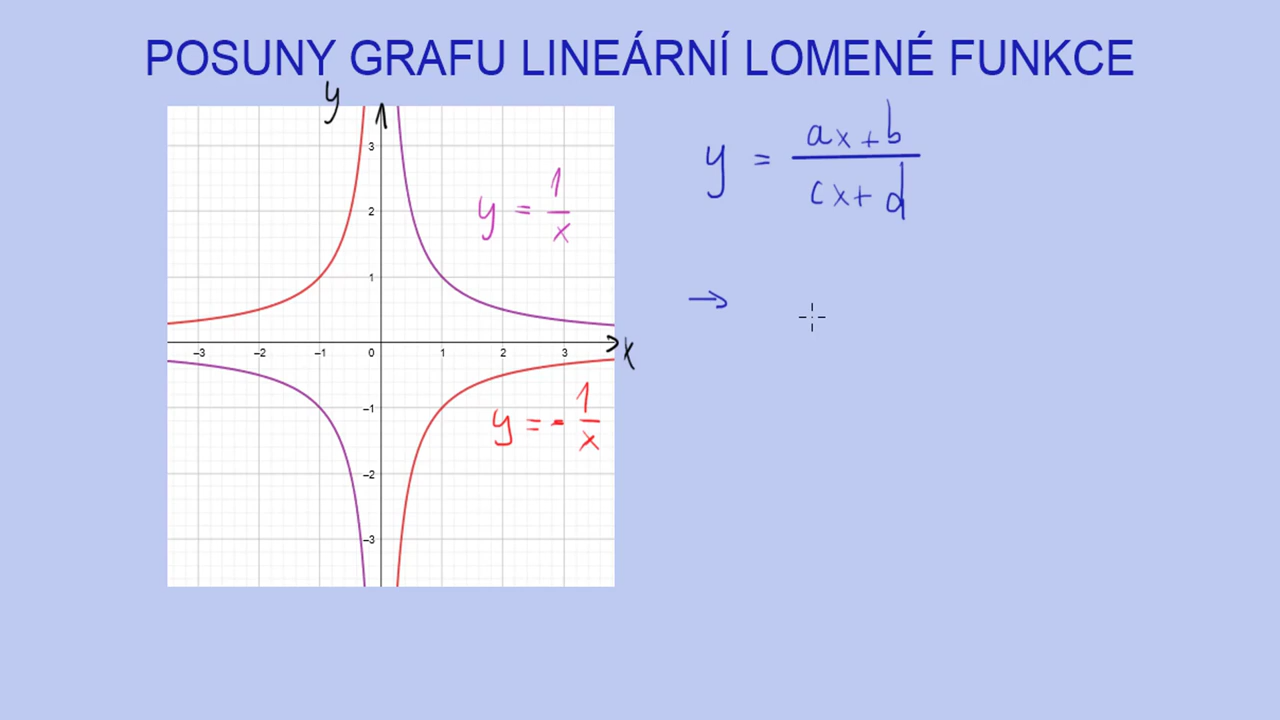 POSUNY GRAFU LINEÁRNÍ LOMENÉ FUNKCE
y
y = ax+b / cx+d
3
y = 1/x
2
1
→
-3 -2 -1 0 1 2 3 x
-1
y = - 1/x
-2
-3